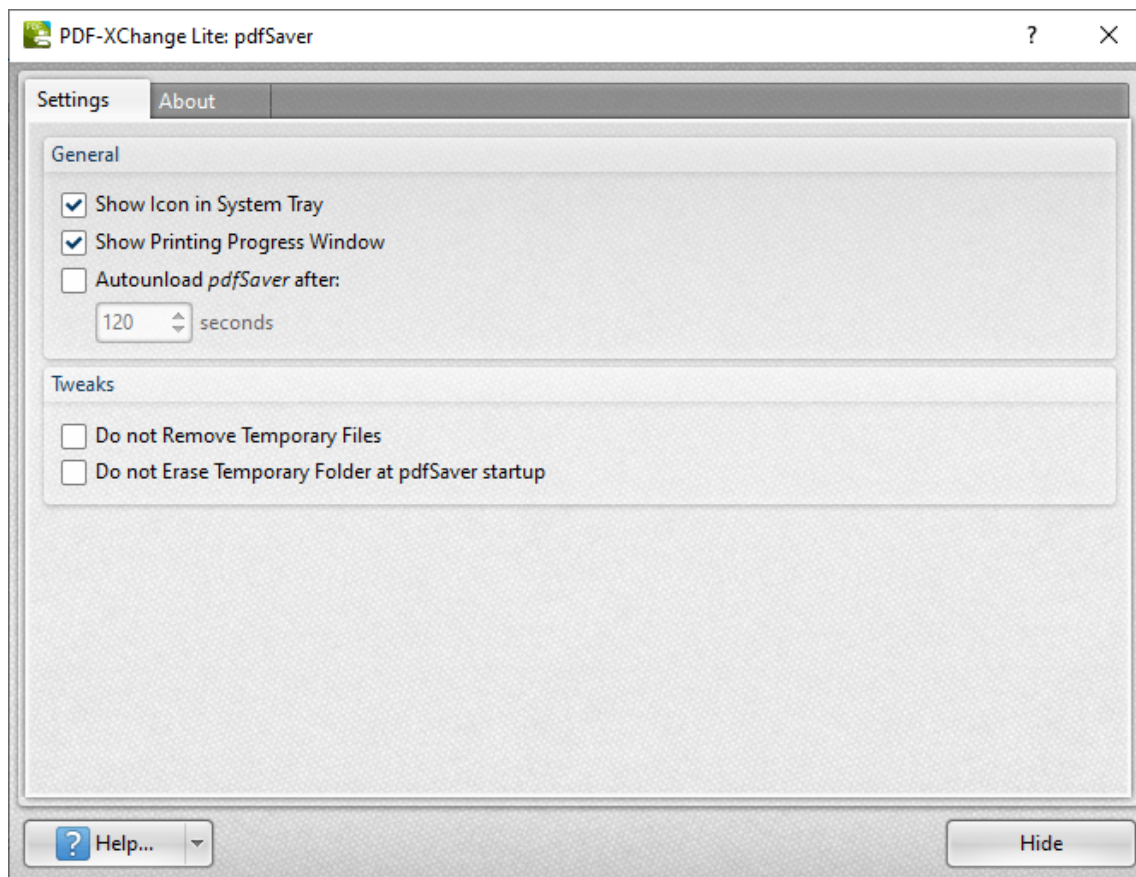 PDF-XChange Lite: pdfSaver
Settings About
General
Show Icon in System Tray
Show Printing Progress Window
Autounload pdfSaver after:
120 seconds
Tweaks
Do not Remove Temporary Files
Do not Erase Temporary Folder at pdfSaver startup
Help... Hide